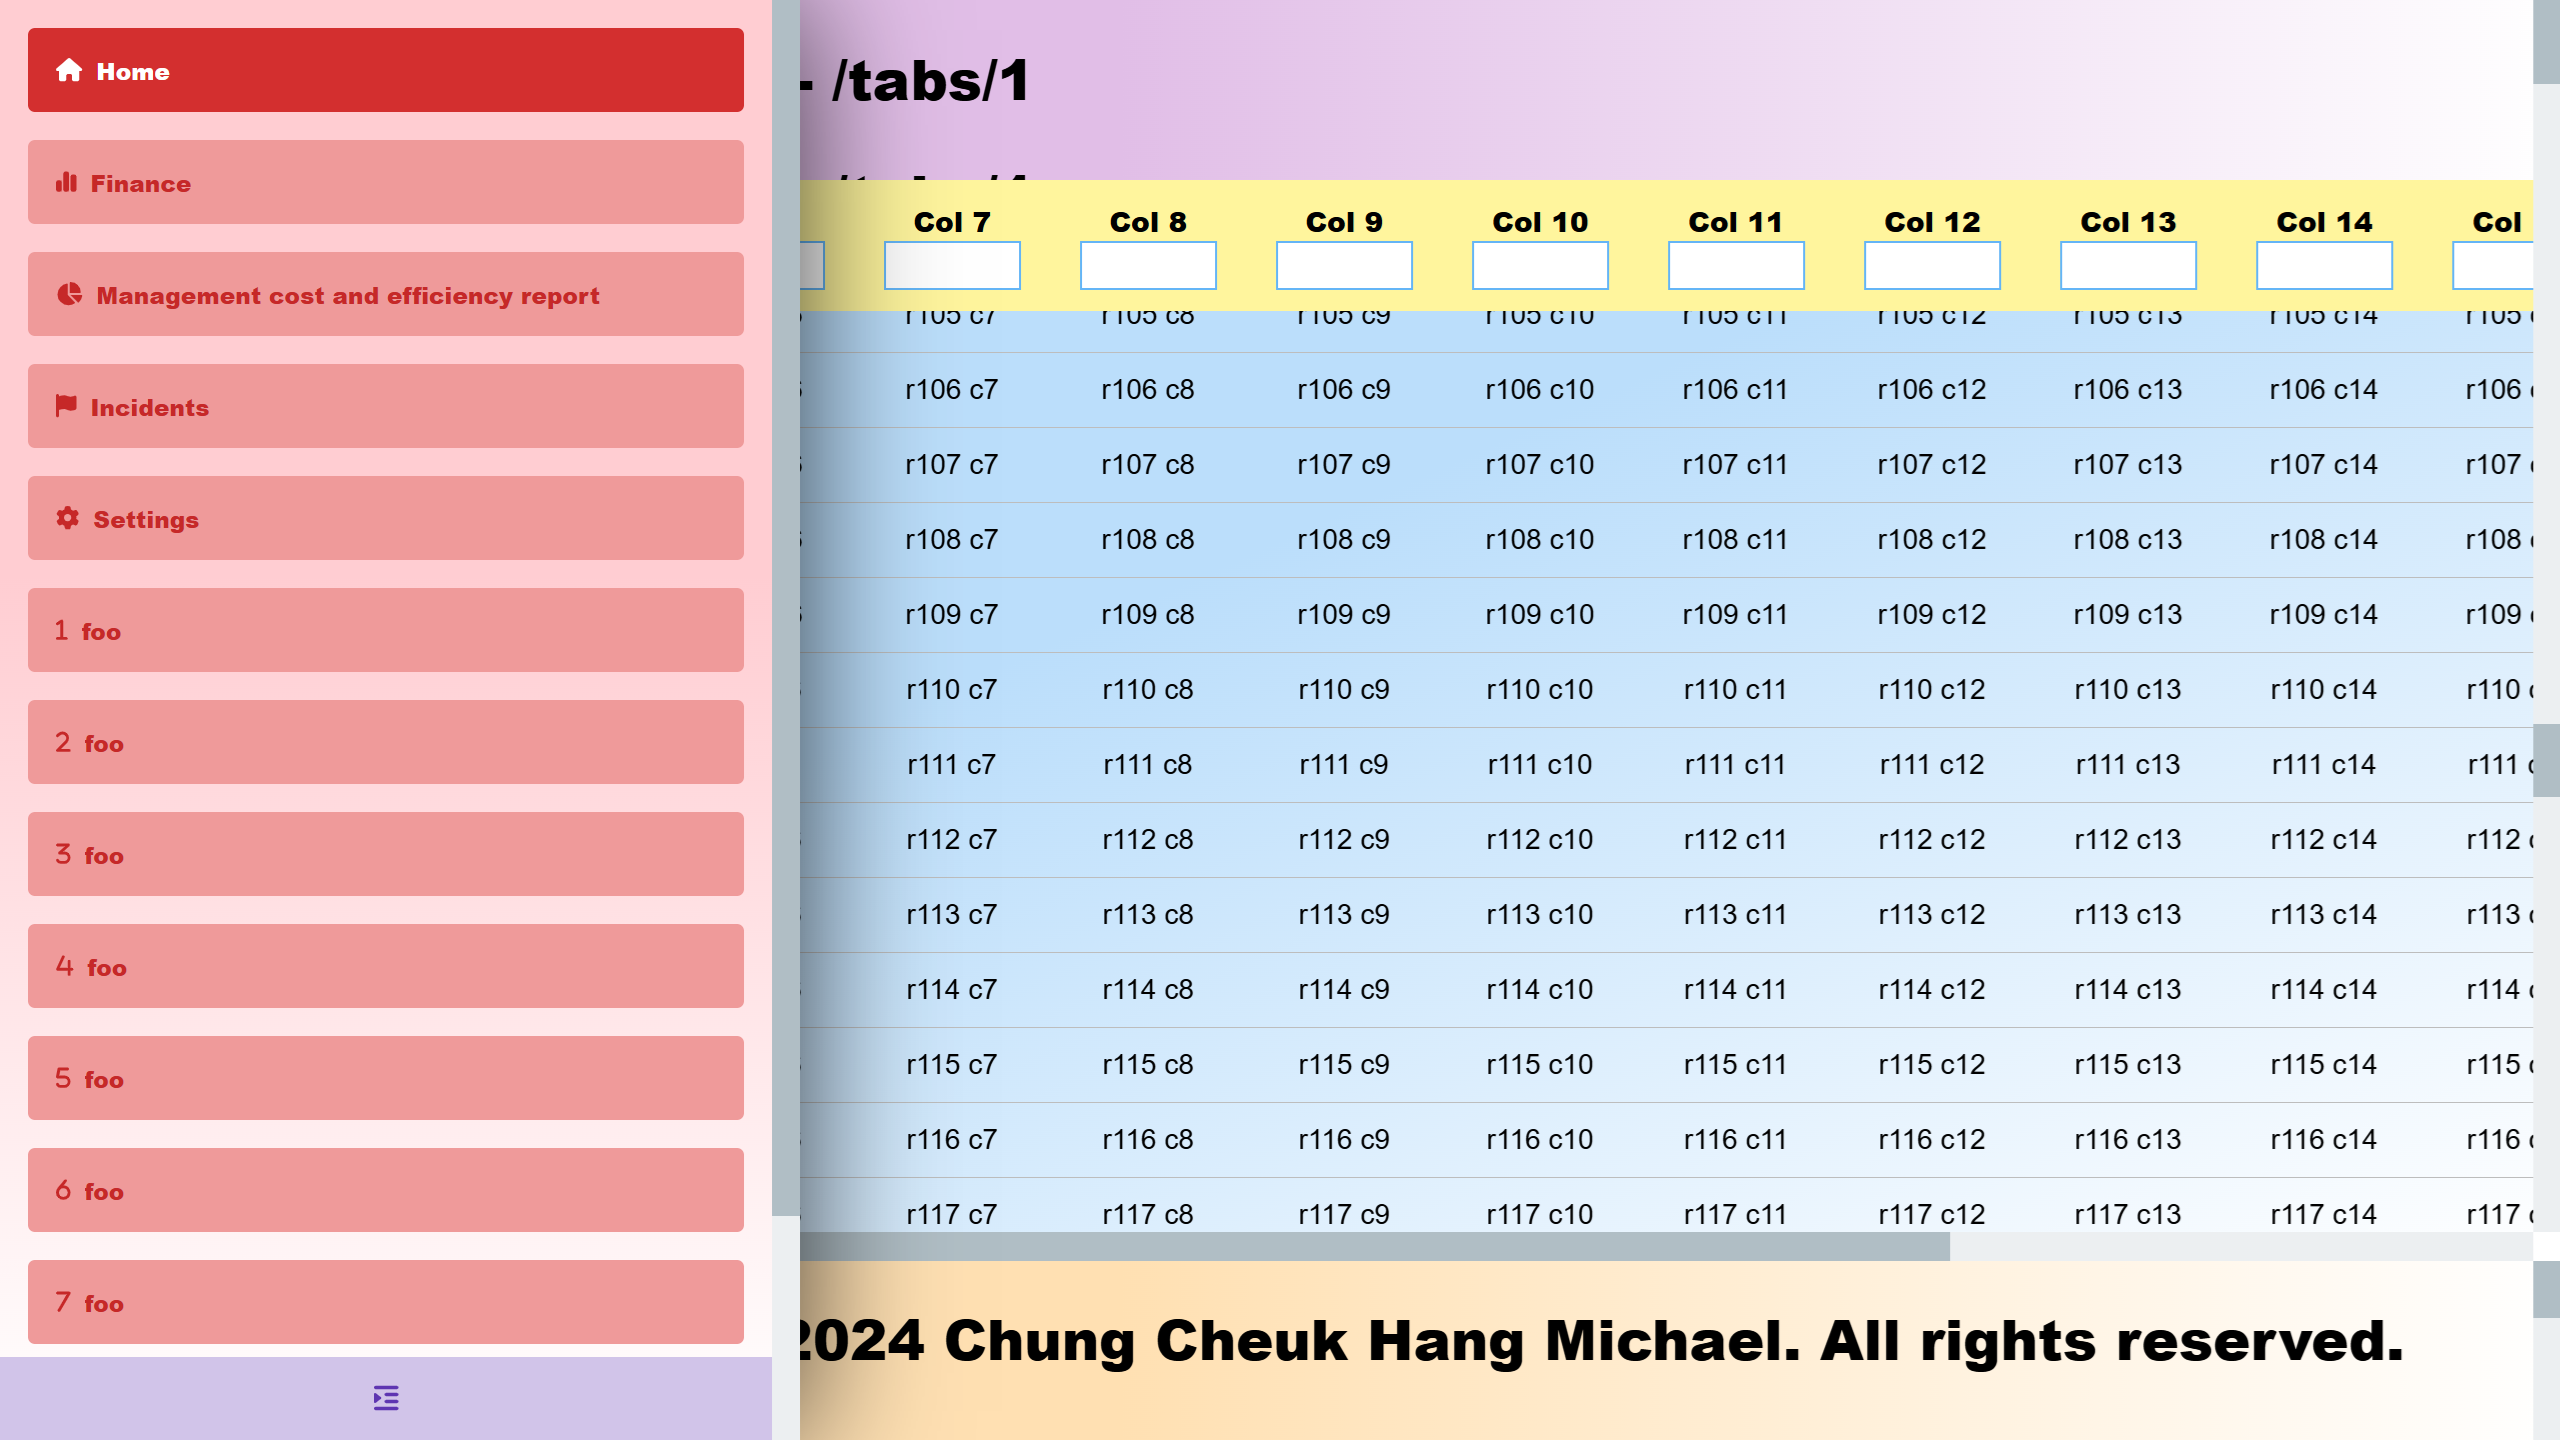 Home
Finance
Management cost and efficiency report
Incidents
Settings
1 foo
2 foo
3 foo
4 foo
5 foo
6 foo
7 foo
- /tabs/1
Col 7 Col 8 Col 9 Col 10 Col 11 Col 12 Col 13 Col 14 Col
r105 c7 r105 c8 r105 c9 r105 c10 r105 c11 r105 c12 r105 c13 r105 c14 r105
r106 c7 r106 c8 r106 c9 r106 c10 r106 c11 r106 c12 r106 c13 r106 c14 r106
r107 c7 r107 c8 r107 c9 r107 c10 r107 c11 r107 c12 r107 c13 r107 c14 r107
r108 c7 r108 c8 r108 c9 r108 c10 r108 c11 r108 c12 r108 c13 r108 c14 r108
r109 c7 r109 c8 r109 c9 r109 c10 r109 c11 r109 c12 r109 c13 r109 c14 r109
r110 c7 r110 c8 r110 c9 r110 c10 r110 c11 r110 c12 r110 c13 r110 c14 r110
r111 c7 r111 c8 r111 c9 r111 c10 r111 c11 r111 c12 r111 c13 r111 c14 r111
r112 c7 r112 c8 r112 c9 r112 c10 r112 c11 r112 c12 r112 c13 r112 c14 r112
r113 c7 r113 c8 r113 c9 r113 c10 r113 c11 r113 c12 r113 c13 r113 c14 r113
r114 c7 r114 c8 r114 c9 r114 c10 r114 c11 r114 c12 r114 c13 r114 c14 r114
r115 c7 r115 c8 r115 c9 r115 c10 r115 c11 r115 c12 r115 c13 r115 c14 r115
r116 c7 r116 c8 r116 c9 r116 c10 r116 c11 r116 c12 r116 c13 r116 c14 r116
r117 c7 r117 c8 r117 c9 r117 c10 r117 c11 r117 c12 r117 c13 r117 c14 r117
2024 Chung Cheuk Hang Michael. All rights reserved.